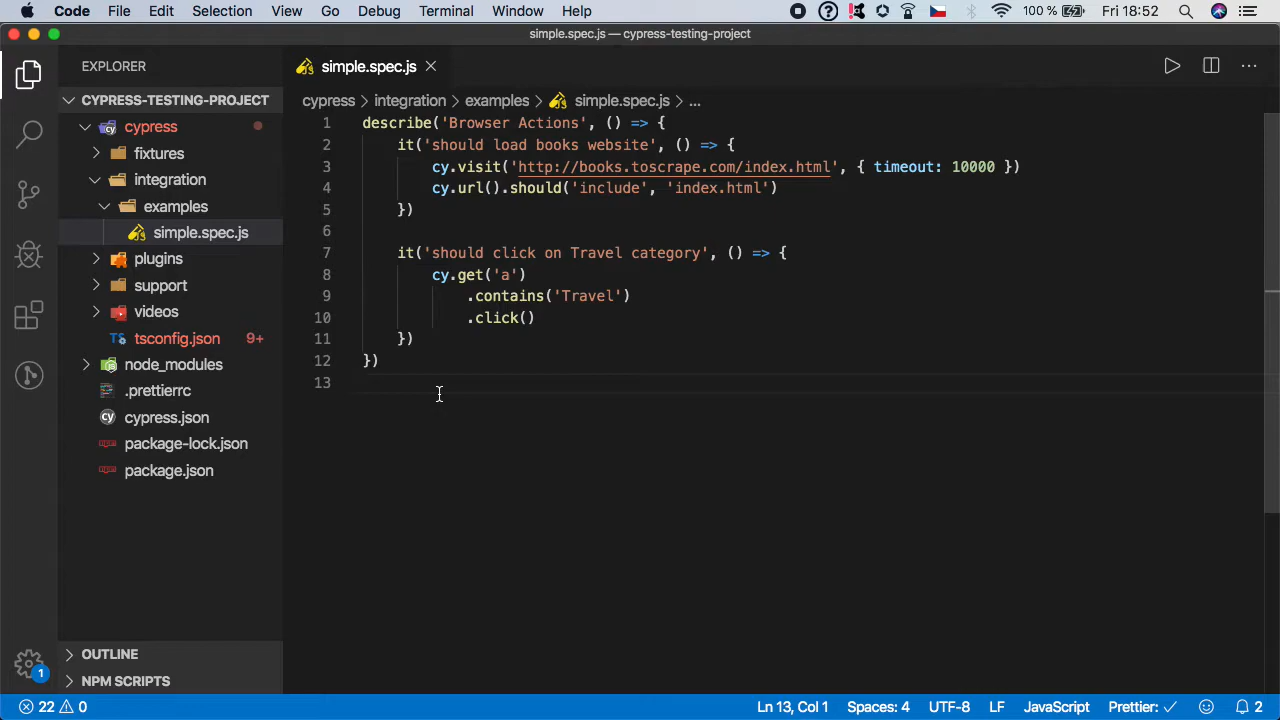 Code File Edit Selection View Go Debug Terminal Window Help 100 % Fri 18:52
simple.spec.js — cypress-testing-project
EXPLORER
simple.spec.js
CYPRESS-TESTING-PROJECT
cypress > integration > examples > simple.spec.js > ...
cypress
fixtures
integration
examples
simple.spec.js
plugins
support
videos
tsconfig.json 9+
node_modules
.prettierrc
cy cypress.json
package-lock.json
package.json
1 describe('Browser Actions', () => {
2 it('should load books website', () => {
3 cy.visit('http://books.toscrape.com/index.html', { timeout: 10000 })
4 cy.url().should('include', 'index.html')
5 })
6
7 it('should click on Travel category', () => {
8 cy.get('a')
9 .contains('Travel')
10 .click()
11 })
12 })
13
OUTLINE
NPM SCRIPTS
1
22 0 Ln 13, Col 1 Spaces: 4 UTF-8 LF JavaScript Prettier: ✓ 2